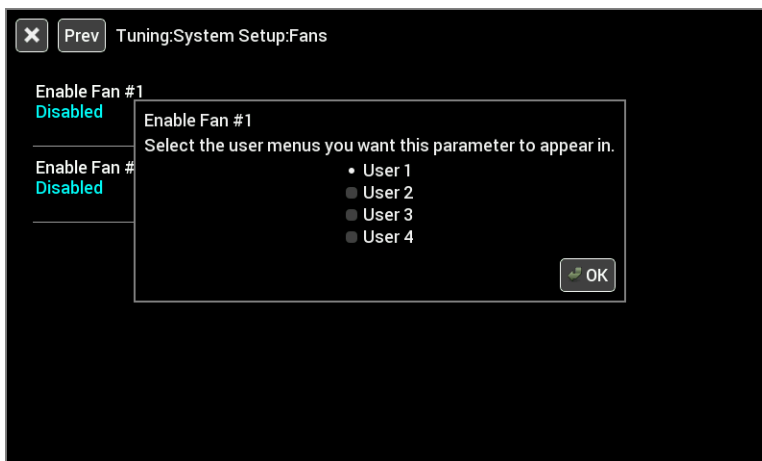 Prev Tuning:System Setup:Fans
Enable Fan #1
Disabled
Enable Fan #1
Select the user menus you want this parameter to appear in.
Enable Fan #
Disabled
User 1
User 2
User 3
User 4
OK